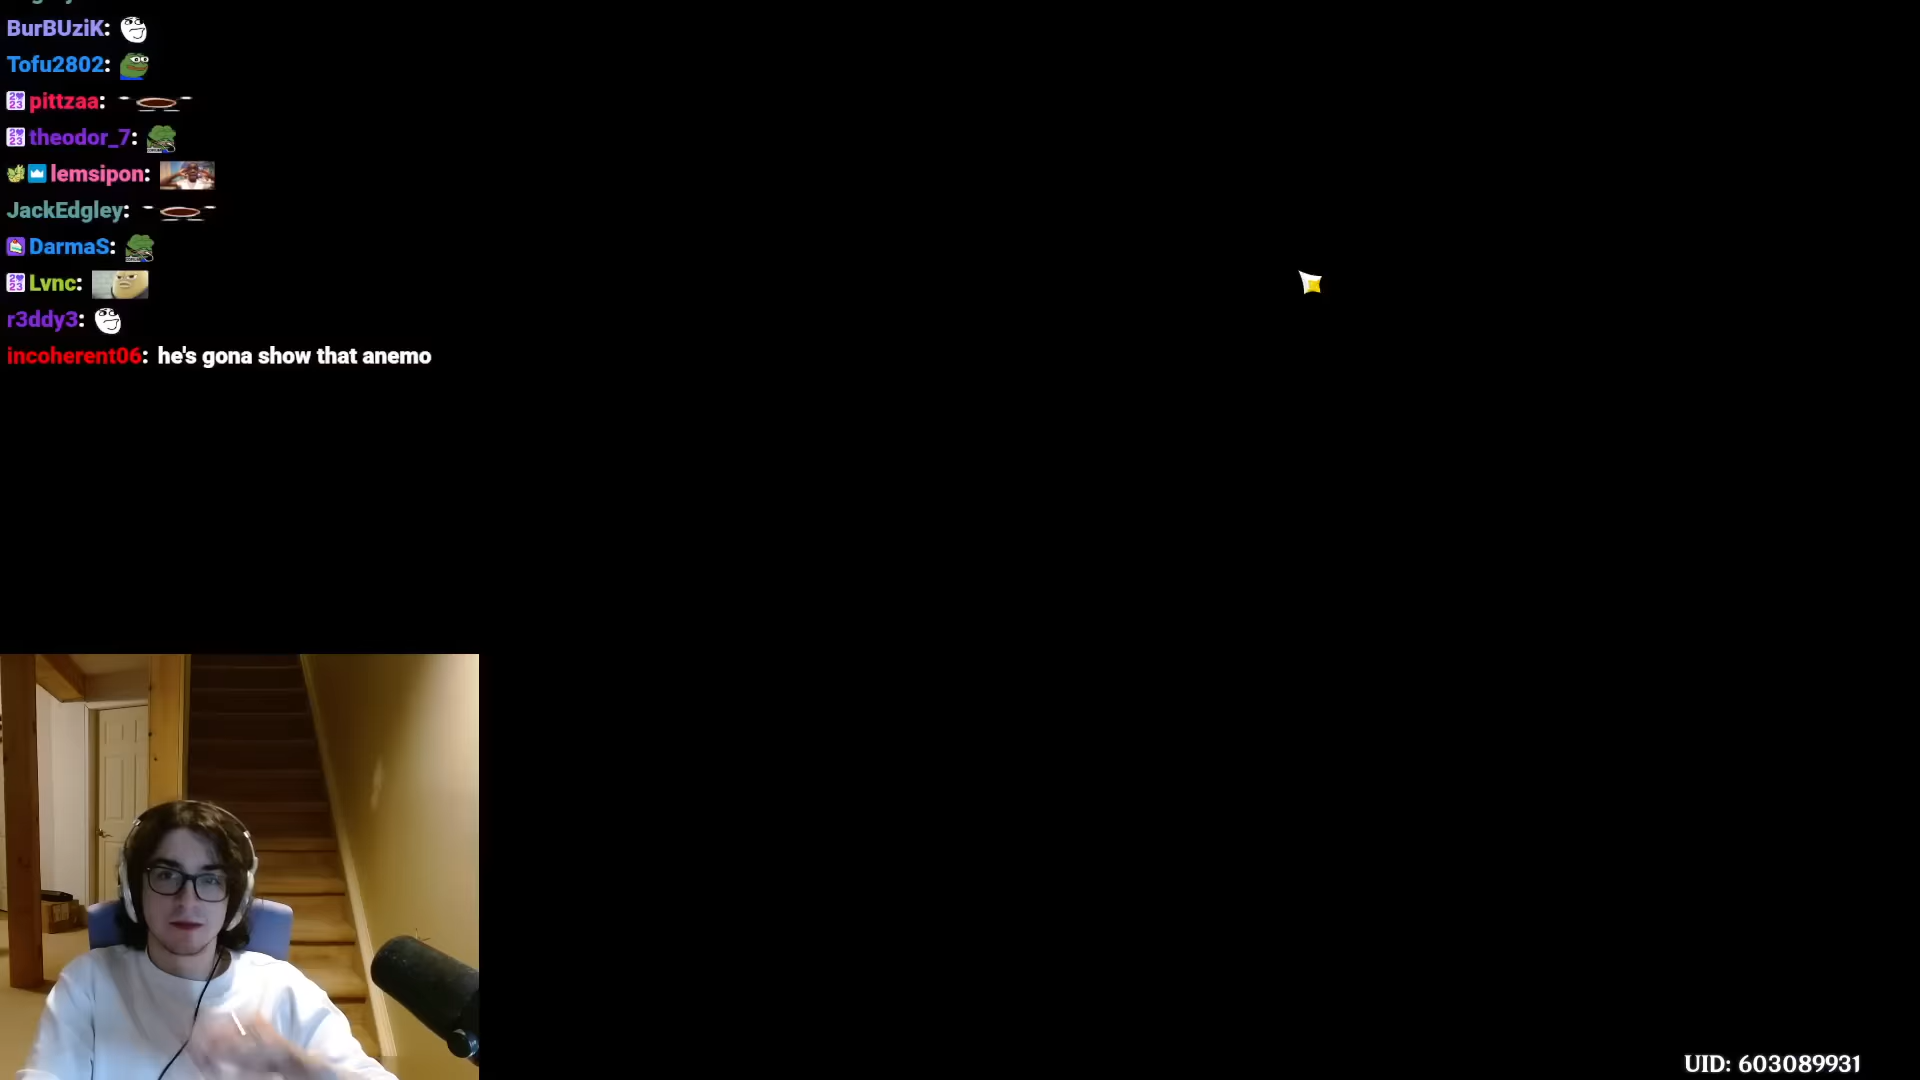 BurBUziK:
Tofu2802:
pittzaa:
theodor_7:
lemsipon:
JackEdgley:
DarmaS:
Lvnc:
r3ddy3:
incoherent06: he's gona show that anemo
UID: 603089931